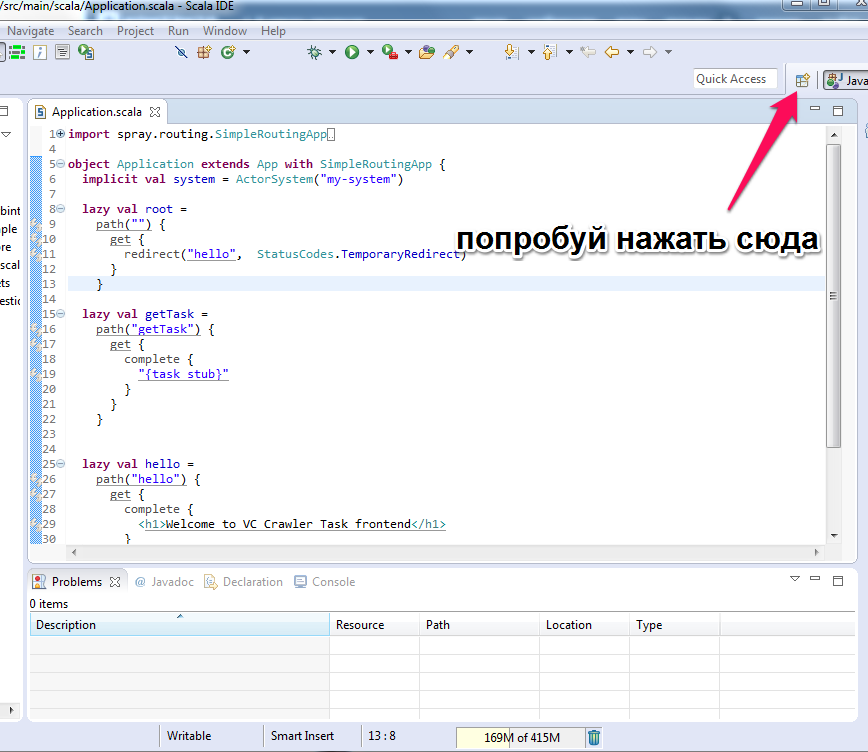 /src/main/scala/Application.scala - Scala IDE
Navigate Search Project Run Window Help
Quick Access
Java
Application.scala
1 import spray.routing.SimpleRoutingApp
4
5 object Application extends App with SimpleRoutingApp {
6 implicit val system = ActorSystem("my-system")
7
8 lazy val root =
9 path("") {
10 get {
попробуй нажать сюда
11 redirect("hello", StatusCodes.TemporaryRedirect)
12 }
13 }
14
15 lazy val getTask =
16 path("getTask") {
17 get {
18 complete {
19 "{task stub}"
20 }
21 }
22 }
23
24
25 lazy val hello =
26 path("hello") {
27 get {
28 complete {
29 <h1>Welcome to VC Crawler Task frontend</h1>
30 }
Problems @ Javadoc Declaration Console
0 items
Description Resource Path Location Type
Writable Smart Insert 13 : 8 169M of 415M